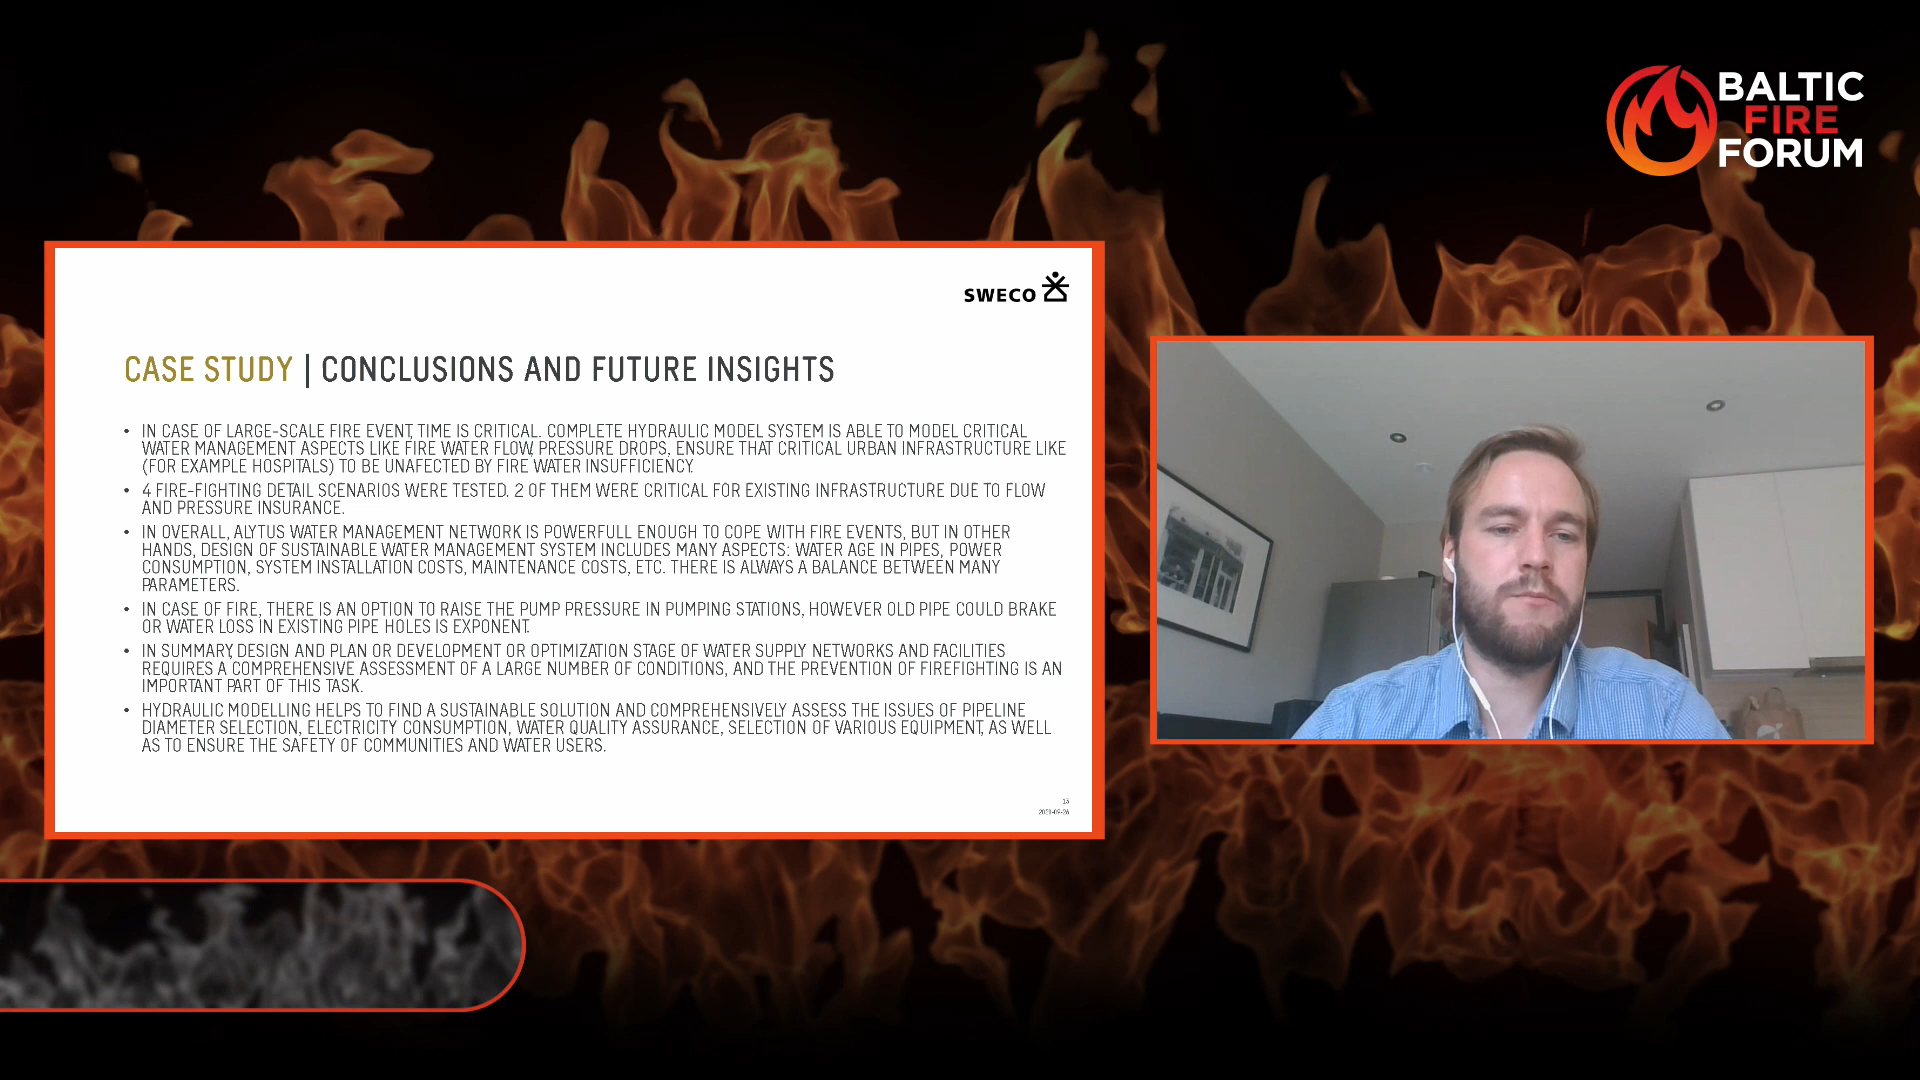 BALTIC
FIRE
FORUM
SWECO
CASE STUDY | CONCLUSIONS AND FUTURE INSIGHTS
• IN CASE OF LARGE-SCALE FIRE EVENT, TIME IS CRITICAL. COMPLETE HYDRAULIC MODEL SYSTEM IS ABLE TO MODEL CRITICAL
WATER MANAGEMENT ASPECTS LIKE FIRE WATER FLOW, PRESSURE DROPS, ENSURE THAT CRITICAL URBAN INFRASTRUCTURE LIKE
(FOR EXAMPLE HOSPITALS) TO BE UNAFECTED BY FIRE WATER INSUFFICIENCY.
• 4 FIRE-FIGHTING DETAIL SCENARIOS WERE TESTED. 2 OF THEM WERE CRITICAL FOR EXISTING INFRASTRUCTURE DUE TO FLOW
AND PRESSURE INSURANCE.
• IN OVERALL, ALYTUS WATER MANAGEMENT NETWORK IS POWERFULL ENOUGH TO COPE WITH FIRE EVENTS, BUT IN OTHER
HANDS, DESIGN OF SUSTAINABLE WATER MANAGEMENT SYSTEM INCLUDES MANY ASPECTS: WATER AGE IN PIPES, POWER
CONSUMPTION, SYSTEM INSTALLATION COSTS, MAINTENANCE COSTS, ETC. THERE IS ALWAYS A BALANCE BETWEEN MANY
PARAMETERS.
• IN CASE OF FIRE, THERE IS AN OPTION TO RAISE THE PUMP PRESSURE IN PUMPING STATIONS, HOWEVER OLD PIPE COULD BRAKE
OR WATER LOSS IN EXISTING PIPE HOLES IS EXPONENT.
• IN SUMMARY, DESIGN AND PLAN OR DEVELOPMENT OR OPTIMIZATION STAGE OF WATER SUPPLY NETWORKS AND FACILITIES
REQUIRES A COMPREHENSIVE ASSESSMENT OF A LARGE NUMBER OF CONDITIONS, AND THE PREVENTION OF FIREFIGHTING IS AN
IMPORTANT PART OF THIS TASK.
• HYDRAULIC MODELLING HELPS TO FIND A SUSTAINABLE SOLUTION AND COMPREHENSIVELY ASSESS THE ISSUES OF PIPELINE
DIAMETER SELECTION, ELECTRICITY CONSUMPTION, WATER QUALITY ASSURANCE, SELECTION OF VARIOUS EQUIPMENT, AS WELL
AS TO ENSURE THE SAFETY OF COMMUNITIES AND WATER USERS.